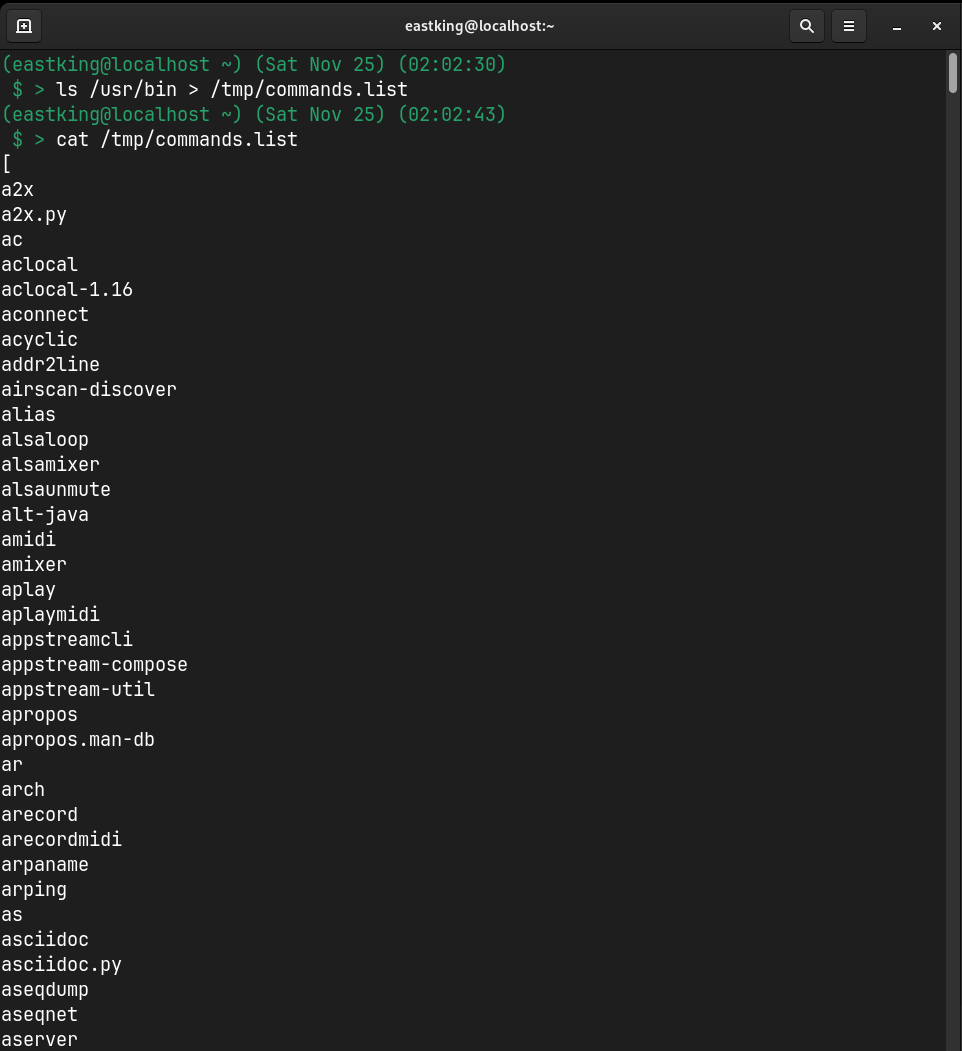 eastking@localhost:~
(eastking@localhost ~) (Sat Nov 25) (02:02:30)
$ > ls /usr/bin > /tmp/commands.list
(eastking@localhost ~) (Sat Nov 25) (02:02:43)
$ > cat /tmp/commands.list
[
a2x
a2x.py
ac
aclocal
aclocal-1.16
aconnect
acyclic
addr2line
airscan-discover
alias
alsaloop
alsamixer
alsaunmute
alt-java
amidi
amixer
aplay
aplaymidi
appstreamcli
appstream-compose
appstream-util
apropos
apropos.man-db
ar
arch
arecord
arecordmidi
arpaname
arping
as
asciidoc
asciidoc.py
aseqdump
aseqnet
aserver